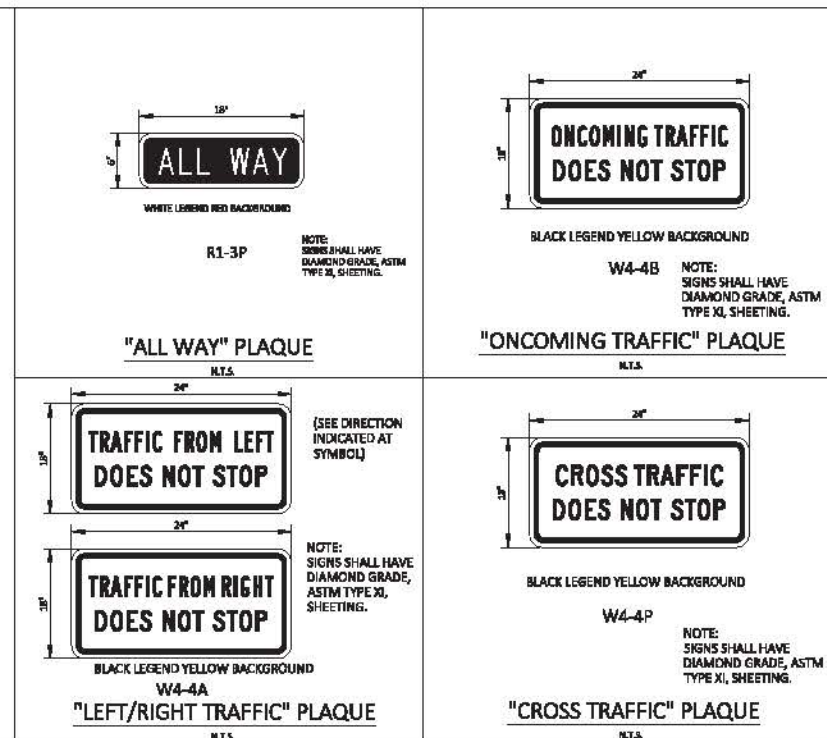 18"
6"
ALL WAY
WHITE LEGEND RED BACKGROUND
R1-3P
NOTE:
SIGNS SHALL HAVE
DIAMOND GRADE, ASTM
TYPE XI, SHEETING.
"ALL WAY" PLAQUE
N.T.S.
24"
18"
ONCOMING TRAFFIC
DOES NOT STOP
BLACK LEGEND YELLOW BACKGROUND
W4-4B
NOTE:
SIGNS SHALL HAVE
DIAMOND GRADE, ASTM
TYPE XI, SHEETING.
"ONCOMING TRAFFIC" PLAQUE
N.T.S.
24"
18"
TRAFFIC FROM LEFT
DOES NOT STOP
(SEE DIRECTION
INDICATED AT
SYMBOL)
24"
18"
TRAFFIC FROM RIGHT
DOES NOT STOP
NOTE:
SIGNS SHALL HAVE
DIAMOND GRADE,
ASTM TYPE XI,
SHEETING.
BLACK LEGEND YELLOW BACKGROUND
W4-4A
"LEFT/RIGHT TRAFFIC" PLAQUE
N.T.S.
24"
18"
CROSS TRAFFIC
DOES NOT STOP
BLACK LEGEND YELLOW BACKGROUND
W4-4P
NOTE:
SIGNS SHALL HAVE
DIAMOND GRADE, ASTM
TYPE XI, SHEETING.
"CROSS TRAFFIC" PLAQUE
N.T.S.